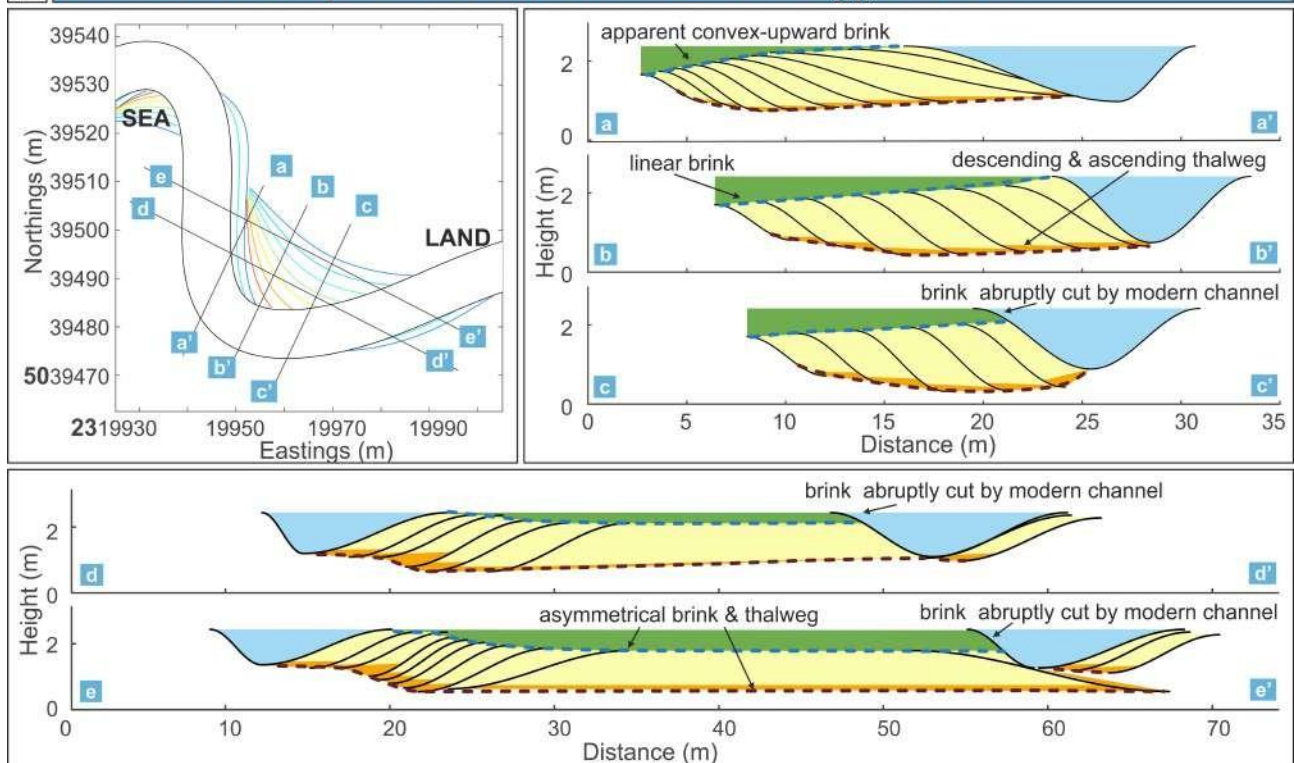 39540
39530
39520
39510
39500
39490
39480
5039470
Northings (m)
SEA
LAND
e
d
a
b
c
a'
b'
c'
d'
e'
2319930
19950
19970
19990
Eastings (m)
apparent convex-upward brink
2
0
a
a'
linear brink
descending & ascending thalweg
2
0
b
b'
Height (m)
brink abruptly cut by modern channel
2
0
c
c'
0
5
10
15
20
25
30
35
Distance (m)
brink abruptly cut by modern channel
2
0
d
d'
Height (m)
asymmetrical brink & thalweg
brink abruptly cut by modern channel
2
0
e
e'
0
10
20
30
40
50
60
70
Distance (m)